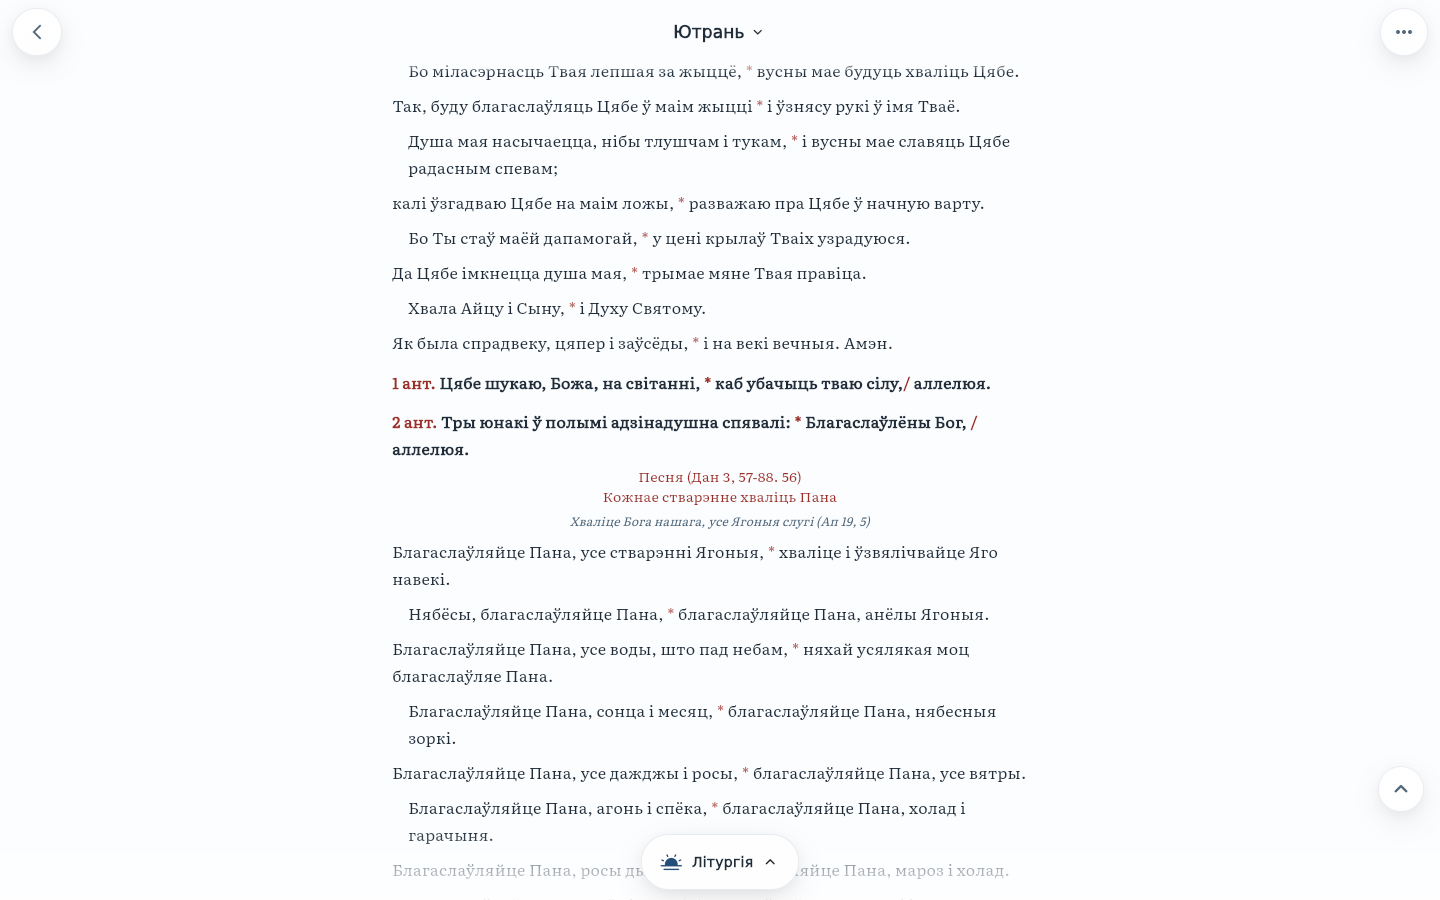 Ютрань
Бо міласэрнасць Твая лепшая за жыццё, * вусны мае будуць хваліць Цябе.
Так, буду благаслаўляць Цябе ў маім жыцці * і ўзнясу рукі ў імя Тваё.
Душа мая насычаецца, нібы тлушчам і тукам, * і вусны мае славяць Цябе
радасным спевам;
калі ўзгадваю Цябе на маім ложы, * разважаю пра Цябе ў начную варту.
Бо Ты стаў маёй дапамогай, * у цені крылаў Тваіх узрадуюся.
Да Цябе імкнецца душа мая, * трымае мяне Твая правіца.
Хвала Айцу і Сыну, * і Духу Святому.
Як была спрадвеку, цяпер і заўсёды, * і на векі вечныя. Амэн.
1 ант. Цябе шукаю, Божа, на світанні, * каб убачыць тваю сілу,/ аллелюя.
2 ант. Тры юнакі ў полымі адзінадушна спявалі: * Благаслаўлёны Бог, /
аллелюя.
Песня (Дан 3, 57-88. 56)
Кожнае стварэнне хваліць Пана
Хваліце Бога нашага, усе Ягоныя слугі (Ап 19, 5)
Благаслаўляйце Пана, усе стварэнні Ягоныя, * хваліце і ўзвялічвайце Яго
навекі.
Нябёсы, благаслаўляйце Пана, * благаслаўляйце Пана, анёлы Ягоныя.
Благаслаўляйце Пана, усе воды, што пад небам, * няхай усялякая моц
благаслаўляе Пана.
Благаслаўляйце Пана, сонца і месяц, * благаслаўляйце Пана, нябесныя
зоркі.
Благаслаўляйце Пана, усе дажджы і росы, * благаслаўляйце Пана, усе вятры.
Благаслаўляйце Пана, агонь і спёка, * благаслаўляйце Пана, холад і
гарачыня.
Благаслаўляйце Пана, росы Пана, мароз і холад.
Літургія